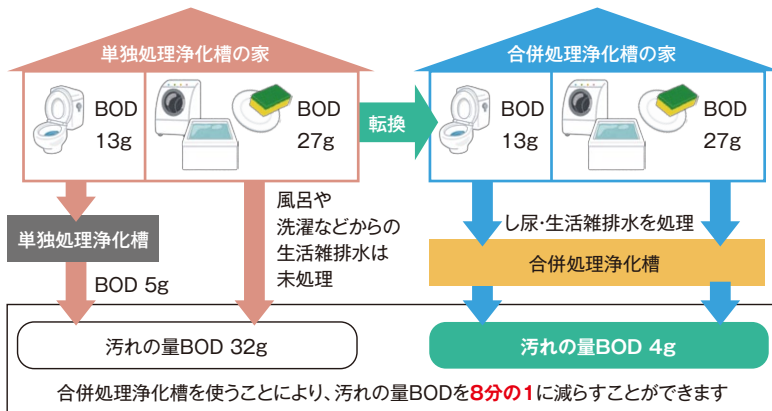 単独処理浄化槽の家
BOD
13g
BOD
27g
転換
合併処理浄化槽の家
BOD
13g
BOD
27g
単独処理浄化槽
BOD 5g
風呂や
洗濯などからの
生活雑排水は
未処理
し尿・生活雑排水を処理
合併処理浄化槽
汚れの量BOD 32g
汚れの量BOD 4g
合併処理浄化槽を使うことにより、汚れの量BODを8分の1に減らすことができます